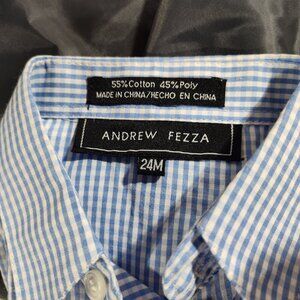 55% Cotton 45% Poly
MADE IN CHINA/HECHO EN CHINA
ANDREW FEZZA
24M